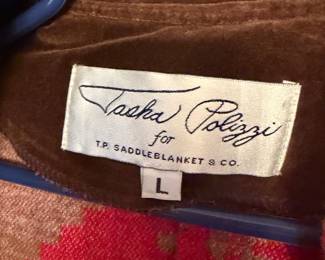 Tasha Polizzi
for
T.P. SADDLEBLANKET & CO.
L